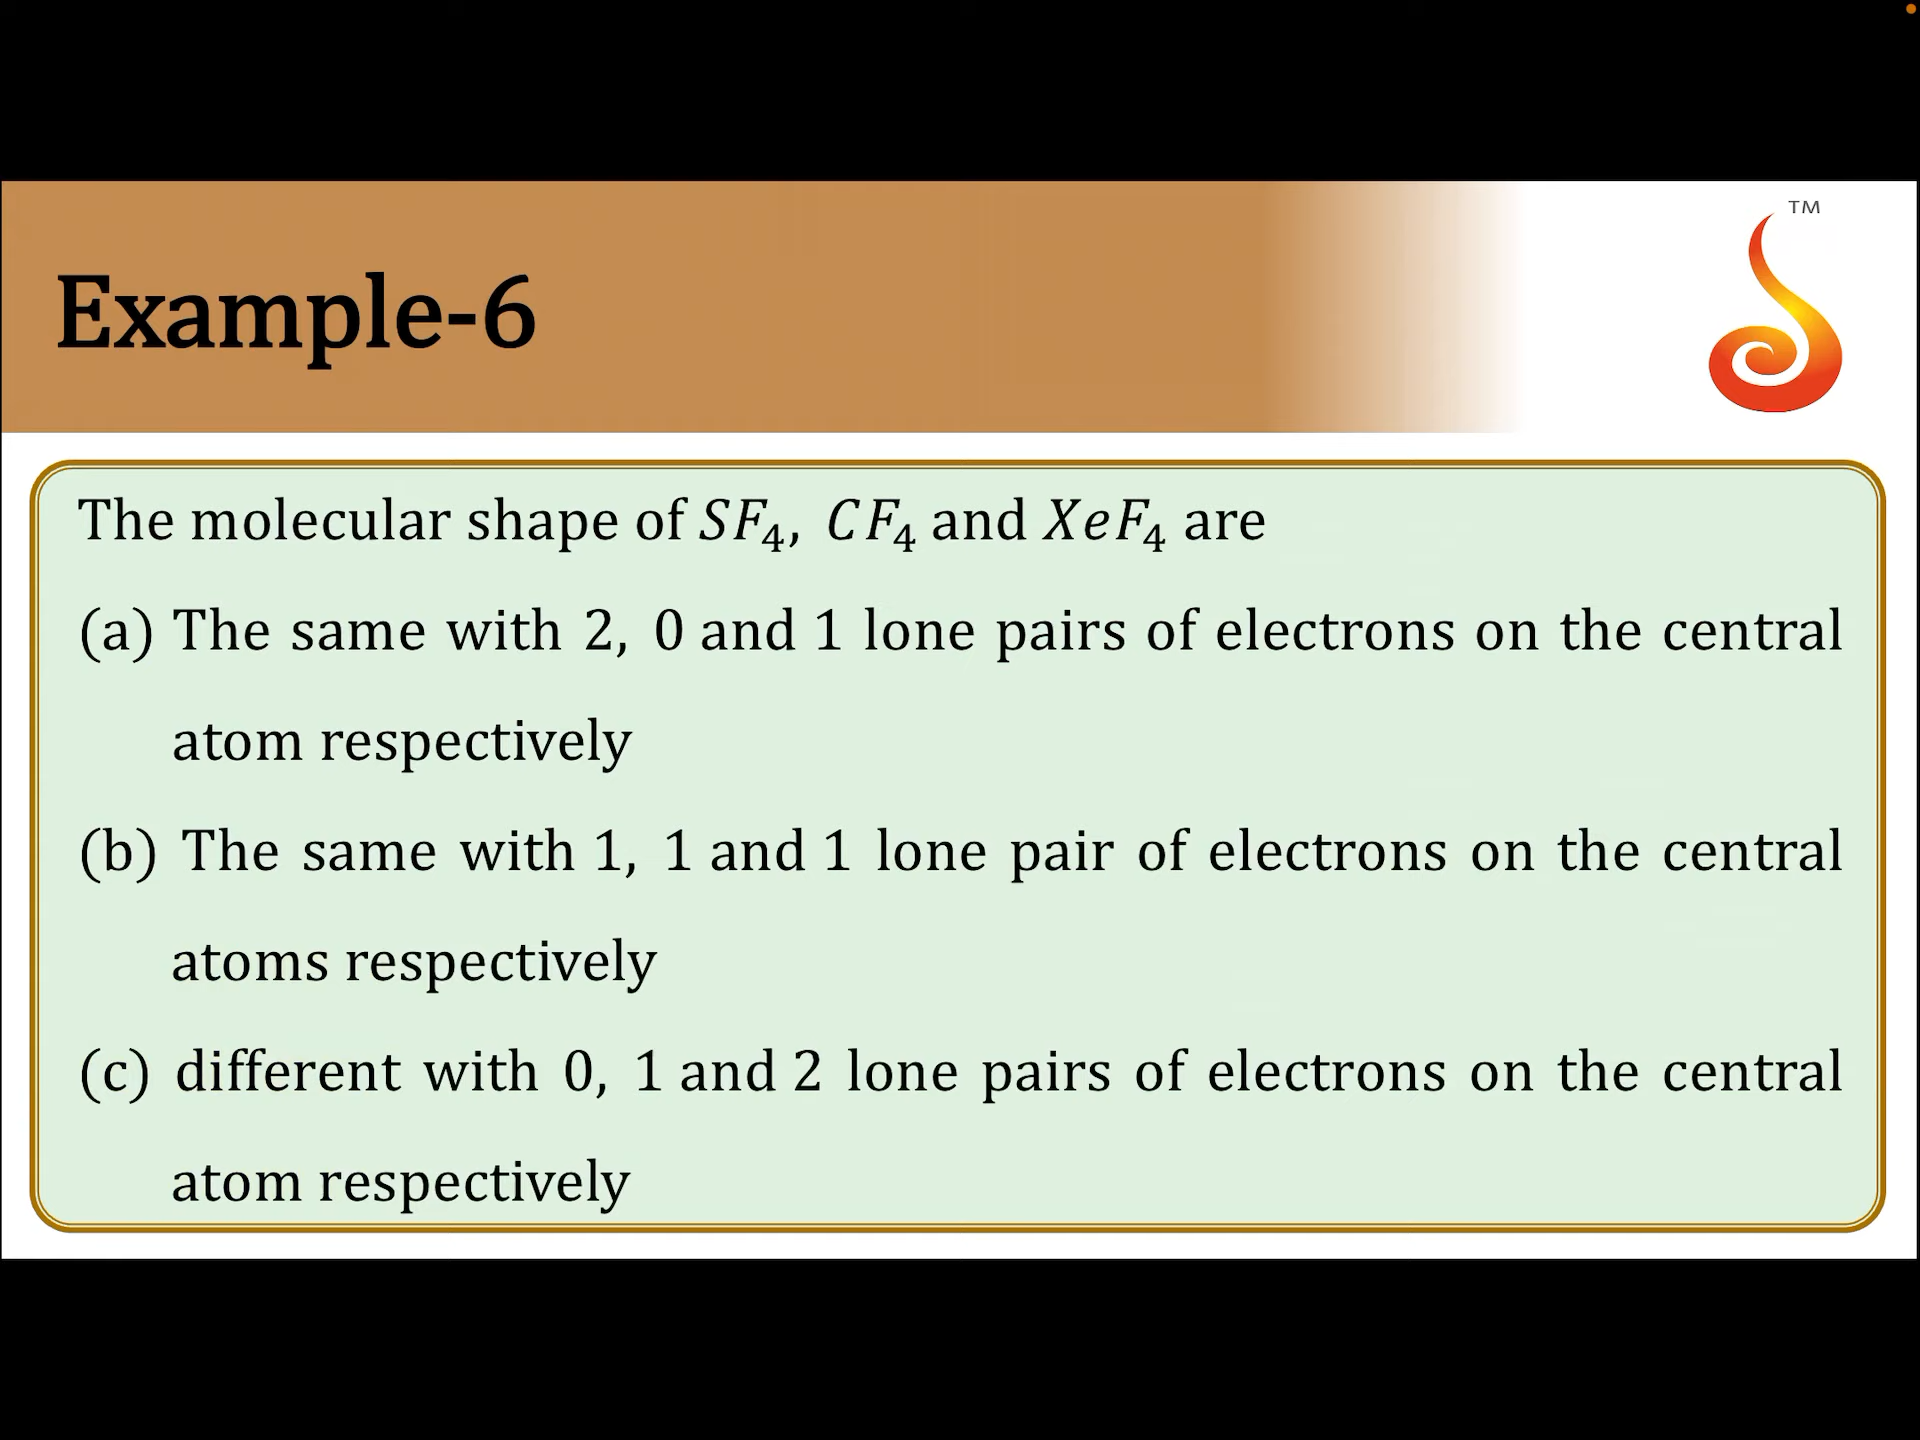 TM
Example-6
The molecular shape of SF₄, CF₄ and XeF₄ are
(a) The same with 2, 0 and 1 lone pairs of electrons on the central
atom respectively
(b) The same with 1, 1 and 1 lone pair of electrons on the central
atoms respectively
(c) different with 0, 1 and 2 lone pairs of electrons on the central
atom respectively